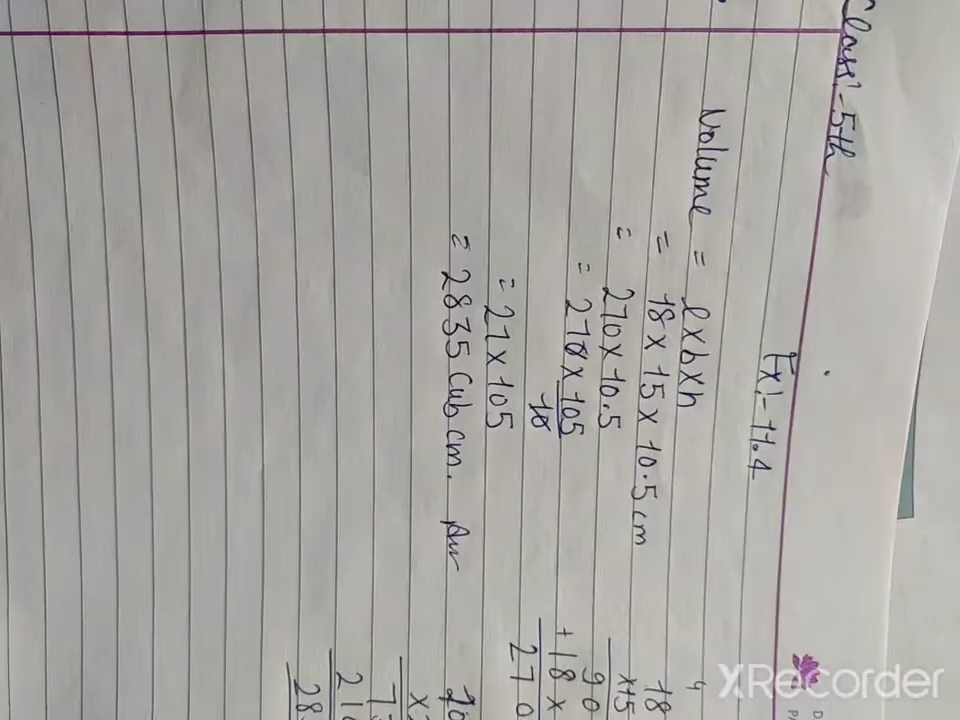 Class:- 5th
Ex:- 11.4
Volume = l×b×h
= 18 × 15 × 10.5 cm
= 270 × 10.5
= 270 × 105
10
= 27 × 105
= 2835 Cub cm. Ans
18
×15
90
+18×
270
XRecorder